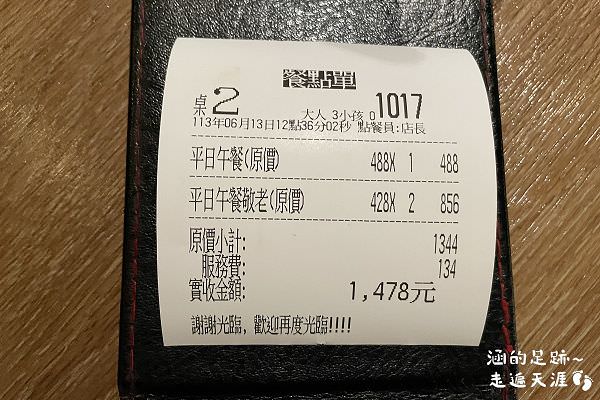 餐點單
桌2 大人 3小孩 0 1017
113年06月13日12點36分02秒 點餐員:店長
平日午餐(原價) 488X 1 488
平日午餐敬老(原價) 428X 2 856
原價小計: 1344
服務費: 134
實收金額: 1,478元
謝謝光臨, 歡迎再度光臨!!!!
涵的足跡~
走遍天涯